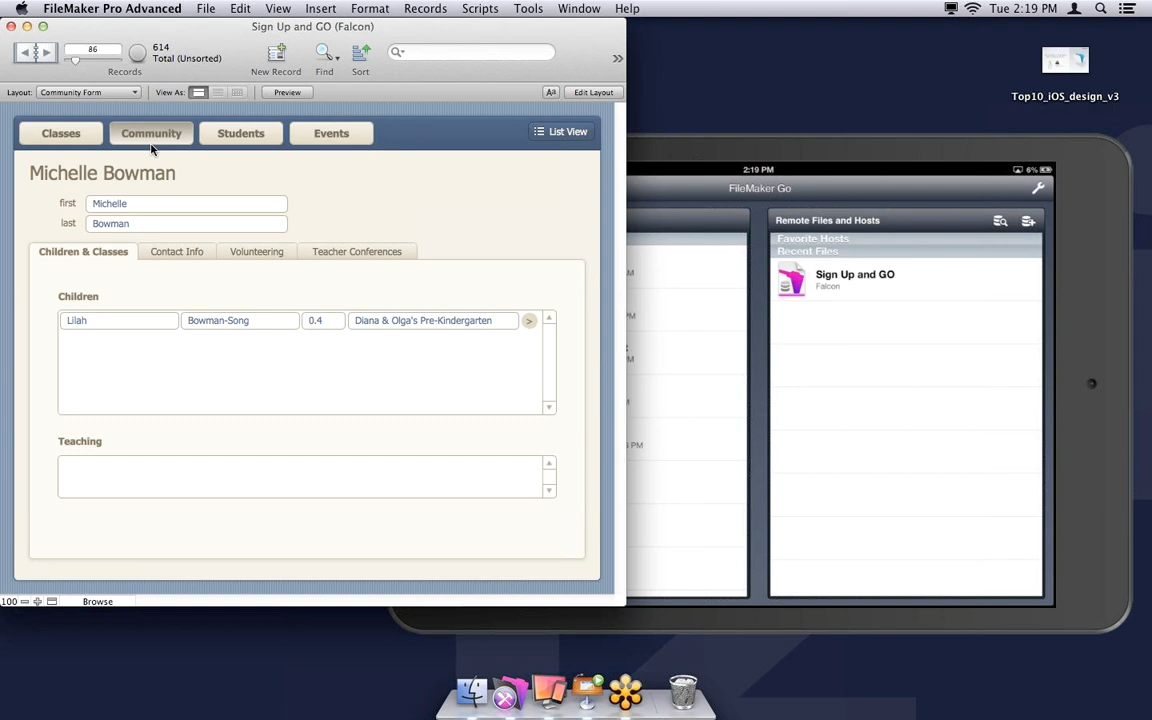 FileMaker Pro Advanced File Edit View Insert Format Records Scripts Tools Window Help Tue 2:19 PM
Sign Up and GO (Falcon)
86
614
Total (Unsorted)
Records
New Record
Find
Sort
Layout: Community Form
View As:
Preview
Aa
Edit Layout
Classes
Community
Students
Events
List View
Michelle Bowman
first Michelle
last Bowman
Children & Classes
Contact Info
Volunteering
Teacher Conferences
Children
Lilah Bowman-Song 0.4 Diana & Olga's Pre-Kindergarten >
Teaching
100
Browse
Top10_iOS_design_v3
2:19 PM
6%
FileMaker Go
Remote Files and Hosts
Favorite Hosts
Recent Files
Sign Up and GO
Falcon
M
PM
M
PM